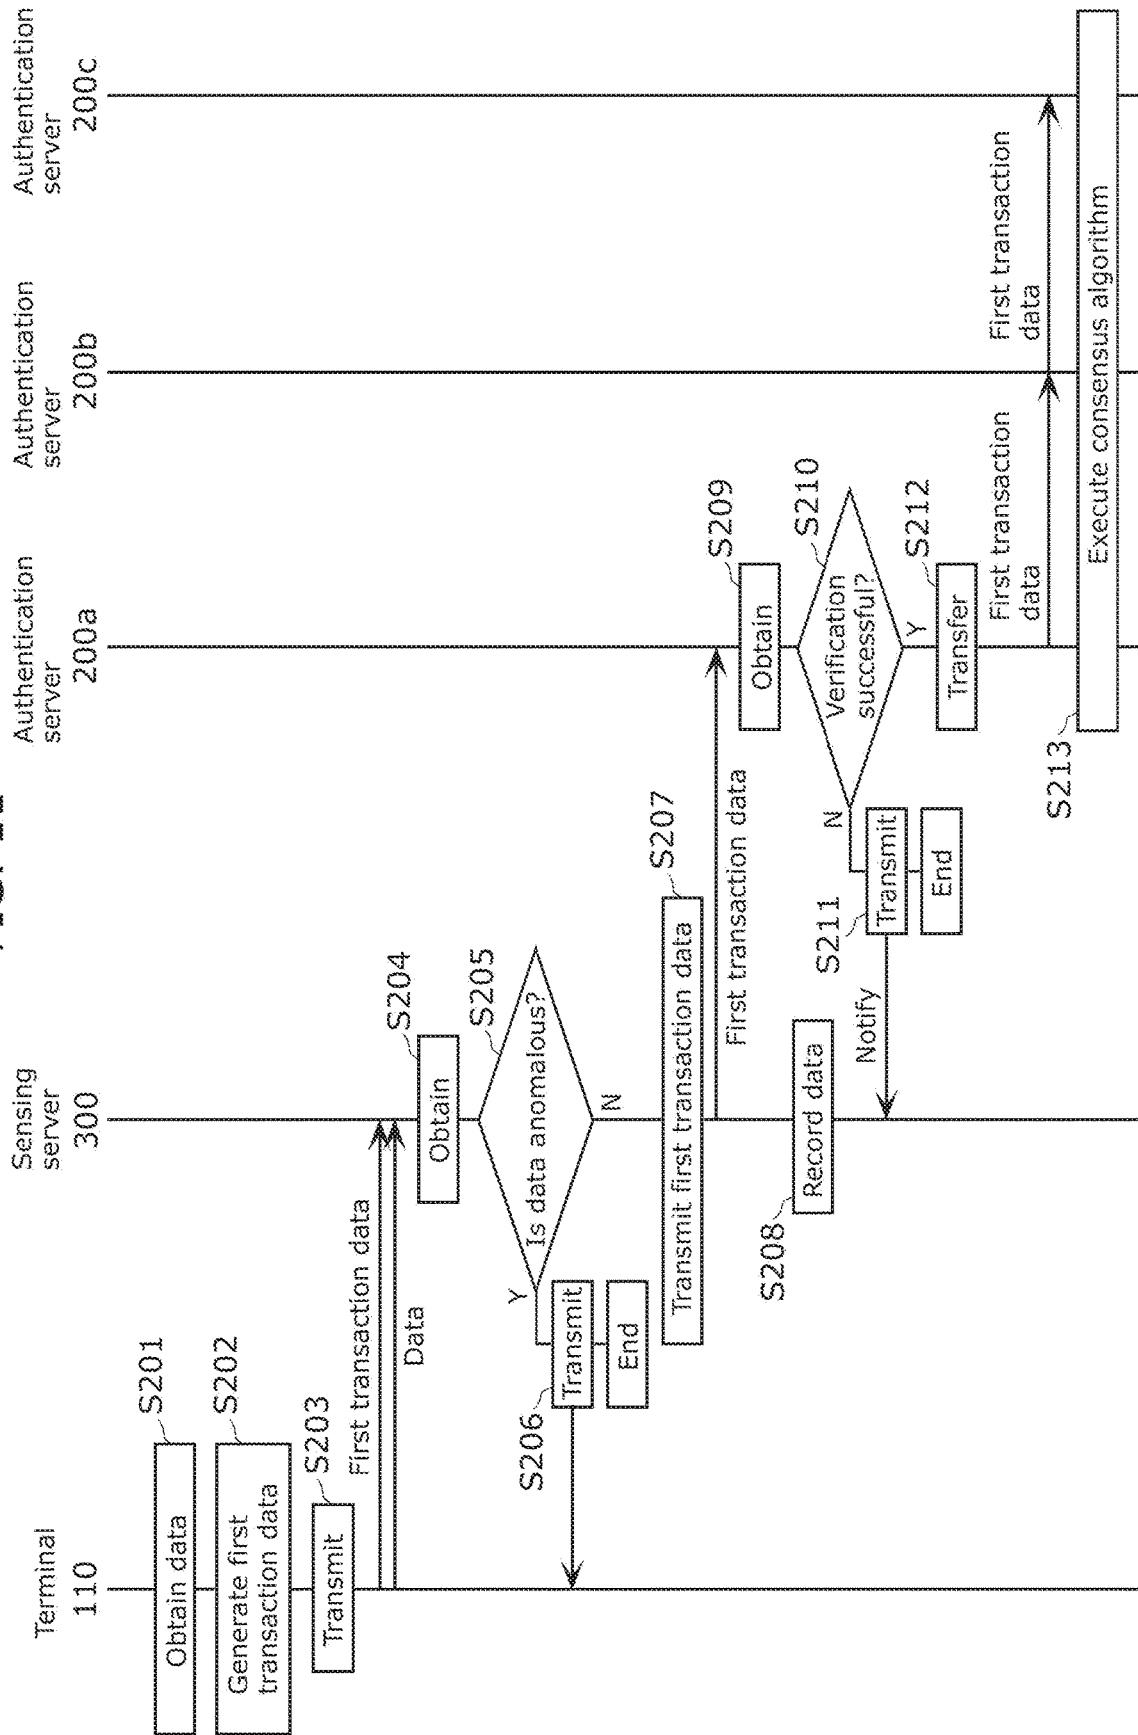 Terminal
110
Sensing
server
300
Authentication
server
200a
Authentication
server
200b
Authentication
server
200c
Obtain data
S201
Generate first
transaction data
S202
Transmit
S203
First transaction data
Data
Obtain
S204
Is data anomalous?
S205
Y
N
Transmit
S206
End
Transmit first transaction data
S207
First transaction data
Obtain
S209
Record data
S208
Verification
successful?
S210
N
Y
Transmit
S211
Notify
End
Transfer
S212
First transaction
data
First transaction
data
Execute consensus algorithm
S213